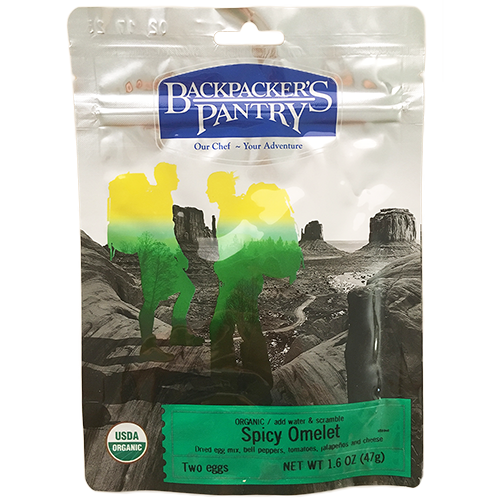 BACKPACKER'S
PANTRY
Our Chef ~ Your Adventure
ORGANIC / add water & scramble
Spicy Omelet
Dried egg mix, bell peppers, tomatoes, jalapeños and cheese
USDA
ORGANIC
Two eggs
NET WT 1.6 OZ (47g)